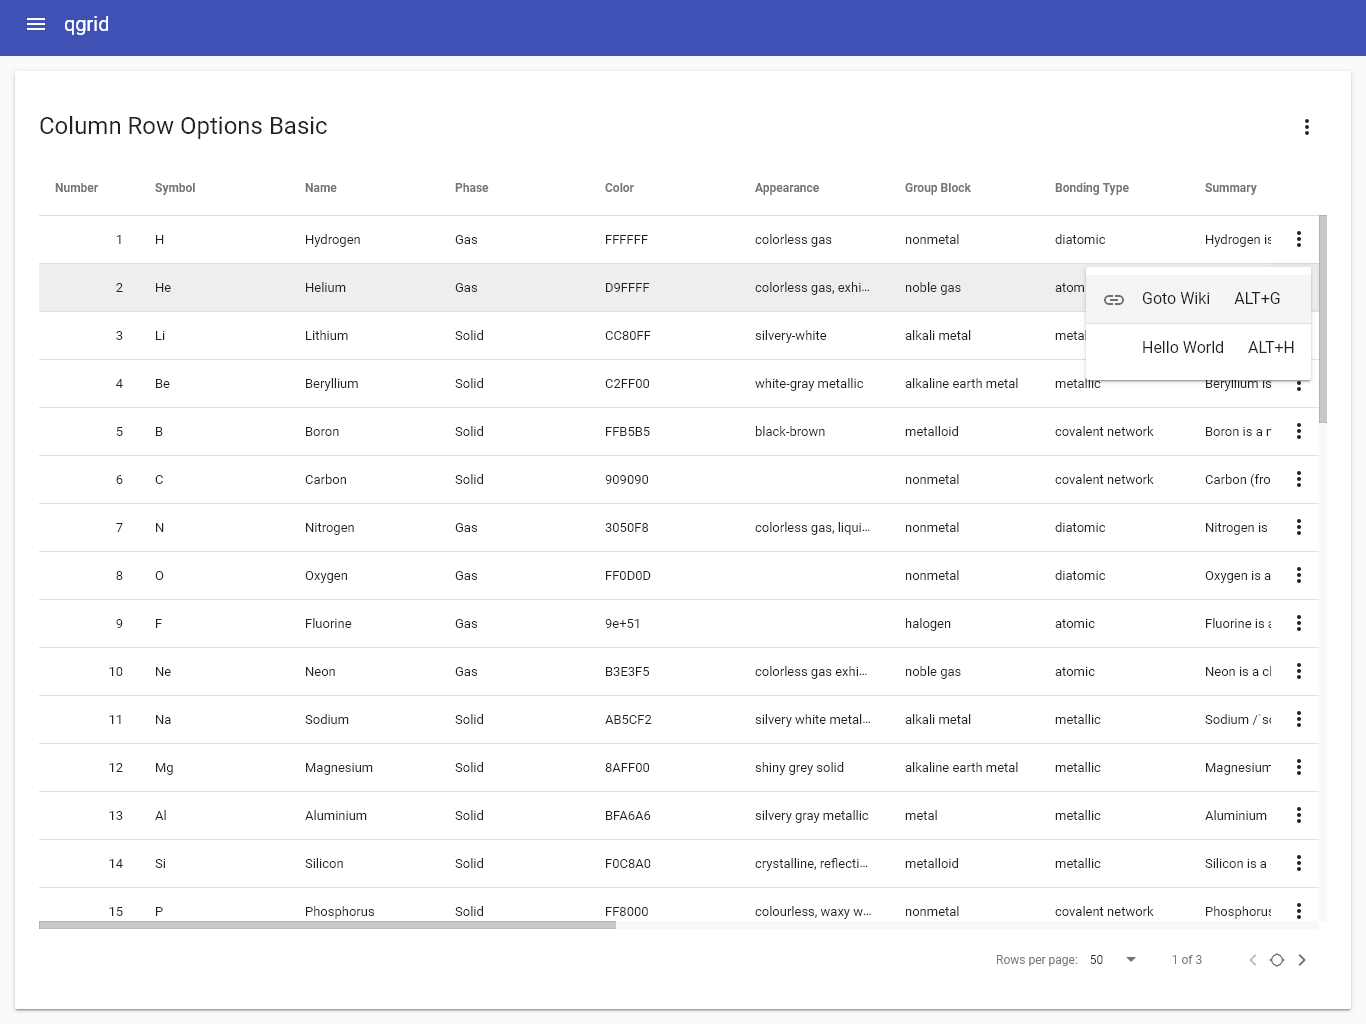 qgrid
Column Row Options Basic
Number Symbol Name Phase Color Appearance Group Block Bonding Type Summary
1 H Hydrogen Gas FFFFFF colorless gas nonmetal diatomic Hydrogen is
2 He Helium Gas D9FFFF colorless gas, exhi... noble gas atom
Goto Wiki ALT+G
3 Li Lithium Solid CC80FF silvery-white alkali metal metal
Hello World ALT+H
4 Be Beryllium Solid C2FF00 white-gray metallic alkaline earth metal metallic Beryllium is
5 B Boron Solid FFB5B5 black-brown metalloid covalent network Boron is a
6 C Carbon Solid 909090 nonmetal covalent network Carbon (fro
7 N Nitrogen Gas 3050F8 colorless gas, liqui... nonmetal diatomic Nitrogen is
8 O Oxygen Gas FF0D0D nonmetal diatomic Oxygen is a
9 F Fluorine Gas 9e+51 halogen atomic Fluorine is
10 Ne Neon Gas B3E3F5 colorless gas exhi... noble gas atomic Neon is a
11 Na Sodium Solid AB5CF2 silvery white metal... alkali metal metallic Sodium /ˈs
12 Mg Magnesium Solid 8AFF00 shiny grey solid alkaline earth metal metallic Magnesium
13 Al Aluminium Solid BFA6A6 silvery gray metallic metal metallic Aluminium
14 Si Silicon Solid F0C8A0 crystalline, reflecti... metalloid metallic Silicon is a
15 P Phosphorus Solid FF8000 colourless, waxy w... nonmetal covalent network Phosphorus
Rows per page: 50 1 of 3